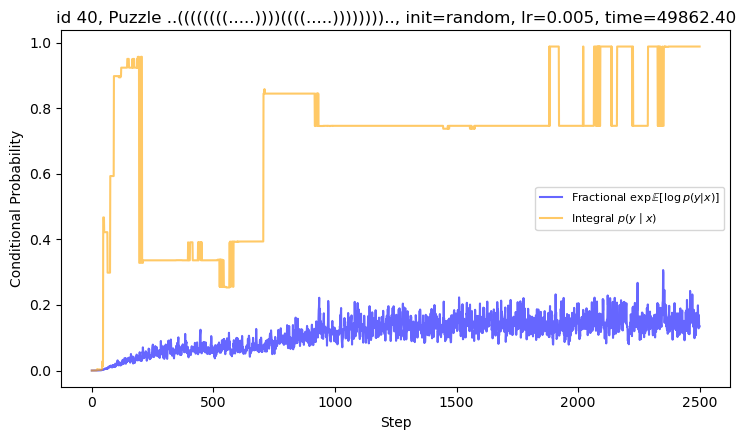 id 40, Puzzle ..((((((((.....))))((((.....)))))))).., init=random, lr=0.005, time=49862.40
Conditional Probability
1.0
0.8
0.6
0.4
0.2
0.0
Fractional exp𝔼[log p(y|x)]
Integral p(y | x)
0
500
1000
1500
2000
2500
Step